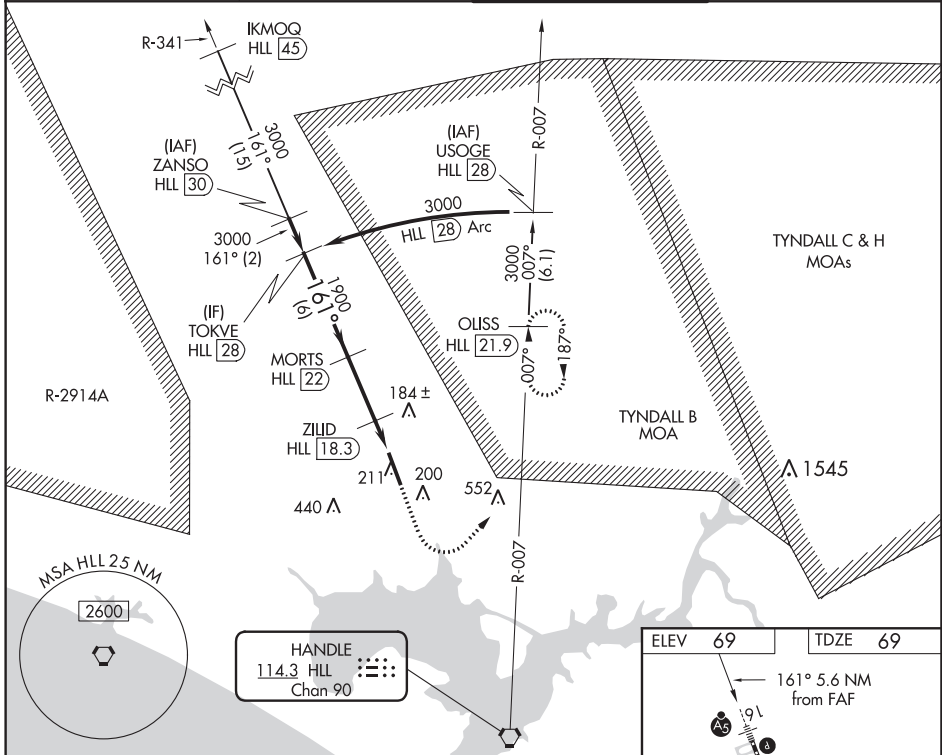 R-341
IKMOQ
HLL 45
3000
161°
(15)
(IAF)
ZANSO
HLL 30
3000
161° (2)
(IAF)
USOGE
HLL 28
R-007
3000
HLL 28 Arc
TYNDALL C & H
MOAs
(IF)
TOKVE
HLL 28
1900
161°
(6)
3000
007°
(6.1)
OLISS
HLL 21.9
007°
187°
MORTS
HLL 22
R-2914A
184 ±
TYNDALL B
MOA
ZILID
HLL 18.3
211
200
552
440
1545
R-007
MSA HLL 25 NM
2600
HANDLE
114.3 HLL
Chan 90
ELEV 69
TDZE 69
161° 5.6 NM
from FAF
16
A5